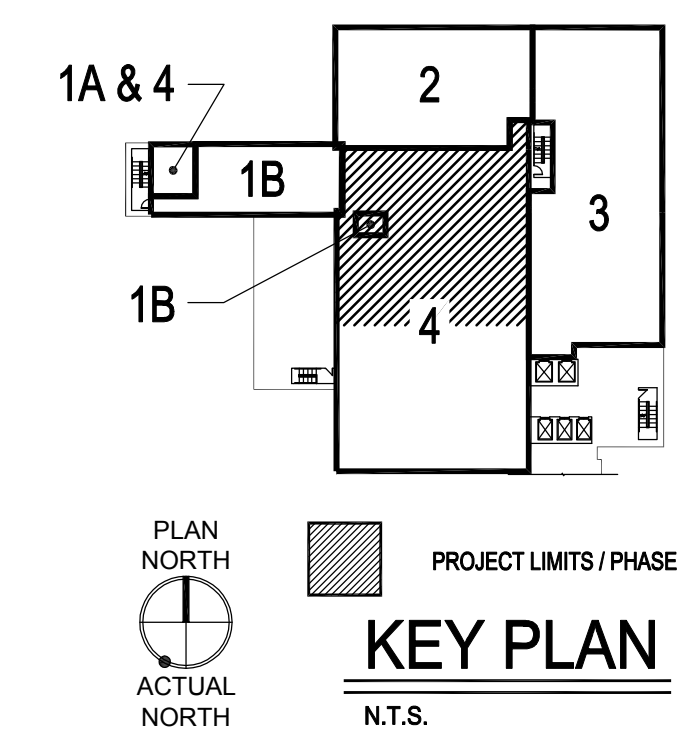 1A & 4
2
1B
3
1B
4
PLAN
NORTH
PROJECT LIMITS / PHASE
KEY PLAN
ACTUAL
NORTH
N.T.S.